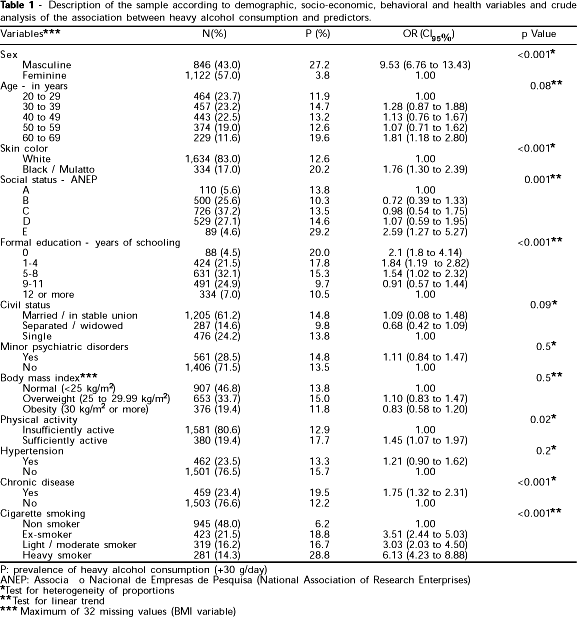 Table 1 - Description of the sample according to demographic, socio-economic, behavioral and health variables and crude
analysis of the association between heavy alcohol consumption and predictors.
Variables*** N(%) P (%) OR (CI95%) p Value
Sex <0.001*
Masculine 846 (43.0) 27.2 9.53 (6.76 to 13.43)
Feminine 1,122 (57.0) 3.8 1.00
Age - in years 0.08**
20 to 29 464 (23.7) 11.9 1.00
30 to 39 457 (23.2) 14.7 1.28 (0.87 to 1.88)
40 to 49 443 (22.5) 13.2 1.13 (0.76 to 1.67)
50 to 59 374 (19.0) 12.6 1.07 (0.71 to 1.62)
60 to 69 229 (11.6) 19.6 1.81 (1.18 to 2.80)
Skin color <0.001*
White 1,634 (83.0) 12.6 1.00
Black / Mulatto 334 (17.0) 20.2 1.76 (1.30 to 2.39)
Social status - ANEP 0.001**
A 110 (5.6) 13.8 1.00
B 500 (25.6) 10.3 0.72 (0.39 to 1.33)
C 726 (37.2) 13.5 0.98 (0.54 to 1.75)
D 529 (27.1) 14.6 1.07 (0.59 to 1.95)
E 89 (4.6) 29.2 2.59 (1.27 to 5.27)
Formal education - years of schooling <0.001**
0 88 (4.5) 20.0 2.1 (1.8 to 4.14)
1-4 424 (21.5) 17.8 1.84 (1.19 to 2.82)
5-8 631 (32.1) 15.3 1.54 (1.02 to 2.32)
9-11 491 (24.9) 9.7 0.91 (0.57 to 1.44)
12 or more 334 (7.0) 10.5 1.00
Civil status 0.09*
Married / in stable union 1,205 (61.2) 14.8 1.09 (0.08 to 1.48)
Separated / widowed 287 (14.6) 9.8 0.68 (0.42 to 1.09)
Single 476 (24.2) 13.8 1.00
Minor psychiatric disorders 0.5*
Yes 561 (28.5) 14.8 1.11 (0.84 to 1.47)
No 1,406 (71.5) 13.5 1.00
Body mass index*** 0.5**
Normal (<25 kg/m²) 907 (46.8) 13.8 1.00
Overweight (25 to 29.99 kg/m²) 653 (33.7) 15.0 1.10 (0.83 to 1.47)
Obesity (30 kg/m² or more) 376 (19.4) 11.8 0.83 (0.58 to 1.20)
Physical activity 0.02*
Insufficiently active 1,581 (80.6) 12.9 1.00
Sufficiently active 380 (19.4) 17.7 1.45 (1.07 to 1.97)
Hypertension 0.2*
Yes 462 (23.5) 13.3 1.21 (0.90 to 1.62)
No 1,501 (76.5) 15.7 1.00
Chronic disease <0.001*
Yes 459 (23.4) 19.5 1.75 (1.32 to 2.31)
No 1,503 (76.6) 12.2 1.00
Cigarette smoking <0.001**
Non smoker 945 (48.0) 6.2 1.00
Ex-smoker 423 (21.5) 18.8 3.51 (2.44 to 5.03)
Light / moderate smoker 319 (16.2) 16.7 3.03 (2.03 to 4.50)
Heavy smoker 281 (14.3) 28.8 6.13 (4.23 to 8.88)
P: prevalence of heavy alcohol consumption (+30 g/day)
ANEP: Associa o Nacional de Empresas de Pesquisa (National Association of Research Enterprises)
*Test for heterogeneity of proportions
**Test for linear trend
*** Maximum of 32 missing values (BMI variable)